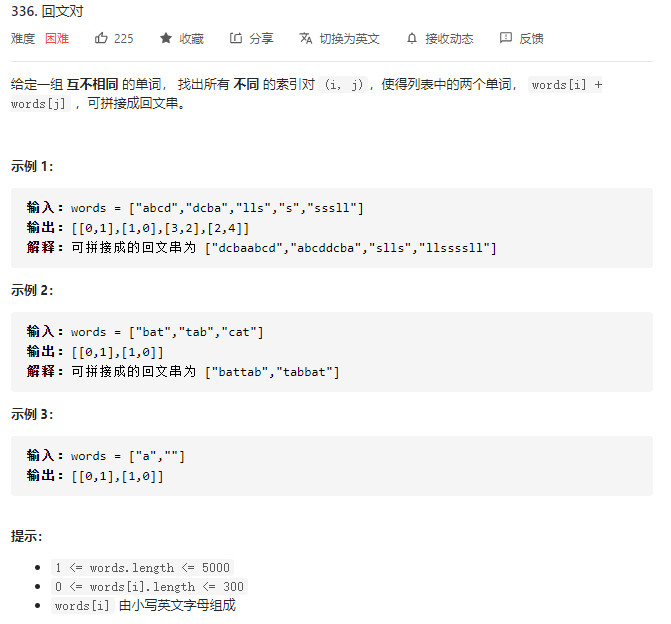 336. 回文对
难度 困难 225 收藏 分享 切换为英文 接收动态 反馈
给定一组 互不相同 的单词， 找出所有 不同 的索引对 (i, j)，使得列表中的两个单词， words[i] +
words[j] ，可拼接成回文串。
示例 1：
输入：words = ["abcd","dcba","lls","s","sssll"]
输出：[[0,1],[1,0],[3,2],[2,4]]
解释：可拼接成的回文串为 ["dcbaabcd","abcddcba","slls","llssssll"]
示例 2：
输入：words = ["bat","tab","cat"]
输出：[[0,1],[1,0]]
解释：可拼接成的回文串为 ["battab","tabbat"]
示例 3：
输入：words = ["a",""]
输出：[[0,1],[1,0]]
提示：
• 1 <= words.length <= 5000
• 0 <= words[i].length <= 300
• words[i] 由小写英文字母组成